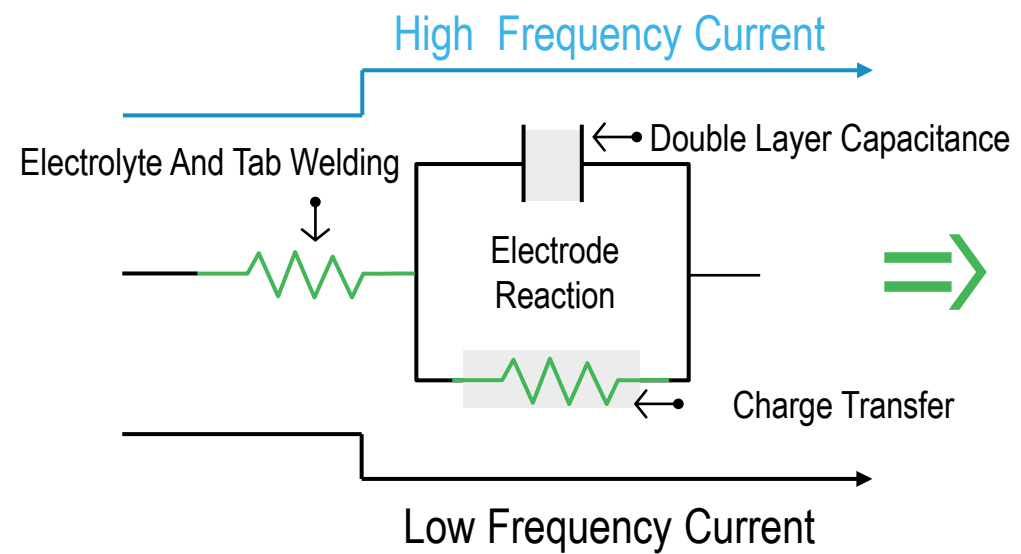 High Frequency Current
Double Layer Capacitance
Electrolyte And Tab Welding
Electrode
Reaction
Charge Transfer
Low Frequency Current